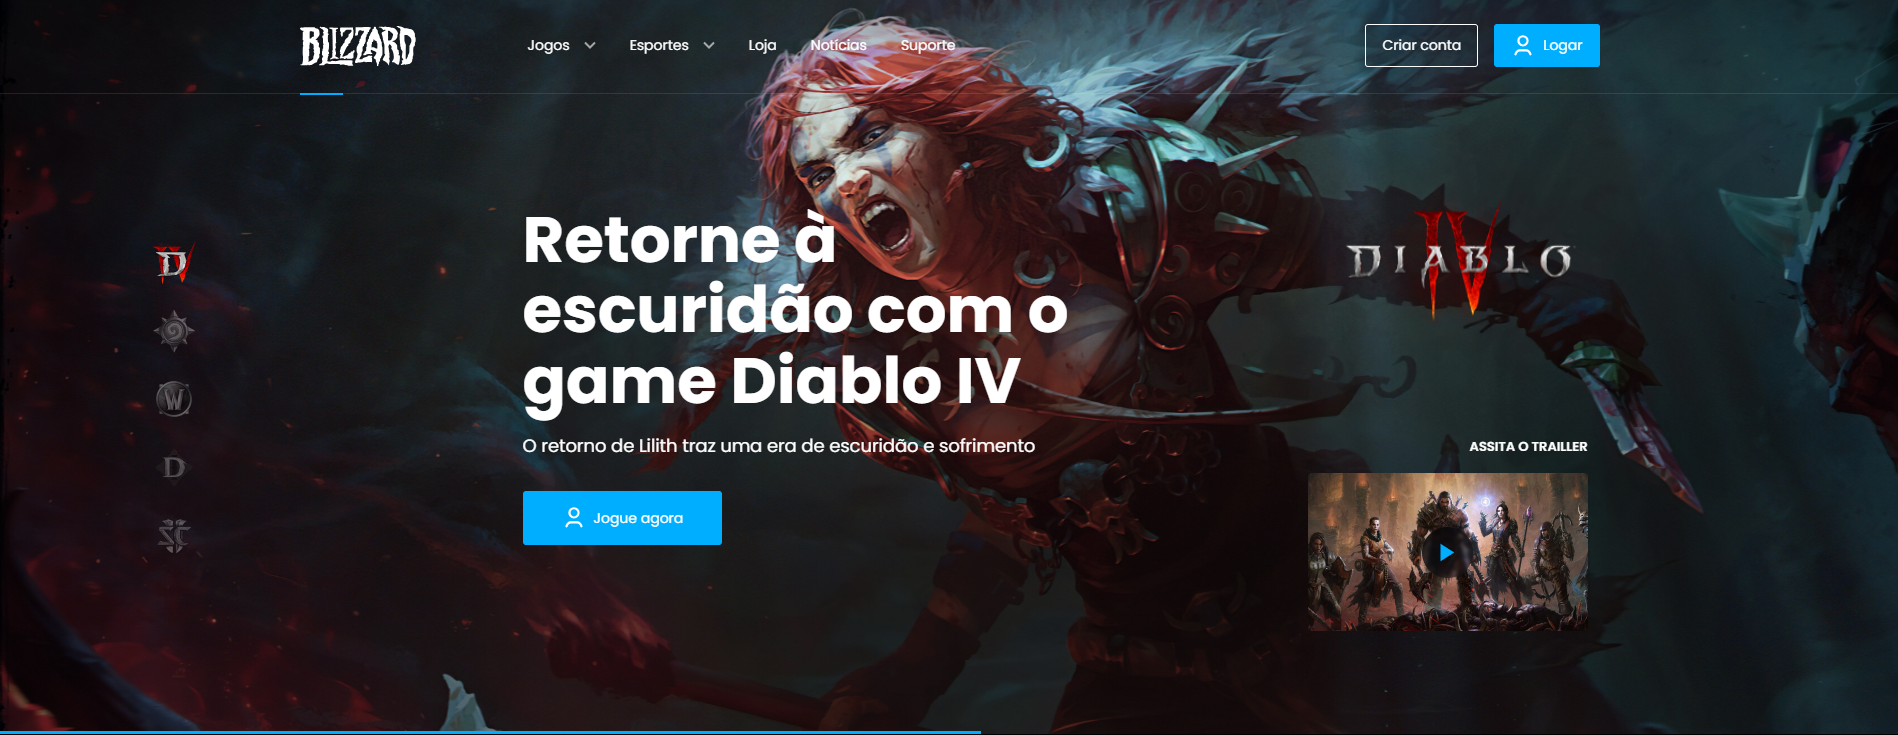 BLIZZARD
Jogos
Esportes
Loja
Notícias
Suporte
Criar conta
Logar
Retorne à
escuridão com o
game Diablo IV
O retorno de Lilith traz uma era de escuridão e sofrimento
Jogue agora
DIABLO IV
ASSITA O TRAILLER
D
W
D
SC